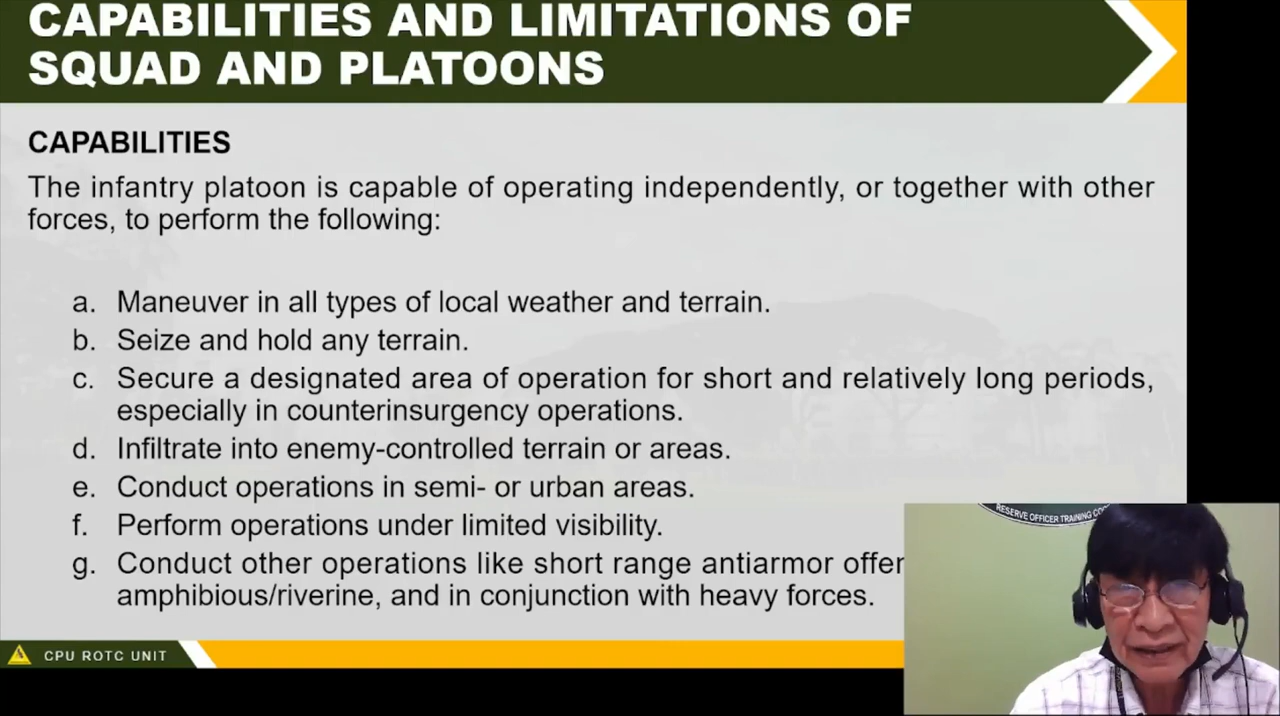 CAPABILITIES AND LIMITATIONS OF
SQUAD AND PLATOONS
CAPABILITIES
The infantry platoon is capable of operating independently, or together with other
forces, to perform the following:
a. Maneuver in all types of local weather and terrain.
b. Seize and hold any terrain.
c. Secure a designated area of operation for short and relatively long periods,
especially in counterinsurgency operations.
d. Infiltrate into enemy-controlled terrain or areas.
e. Conduct operations in semi- or urban areas.
f. Perform operations under limited visibility.
g. Conduct other operations like short range antiarmor offer
amphibious/riverine, and in conjunction with heavy forces.
RESERVE OFFICER TRAINING
CPU ROTC UNIT